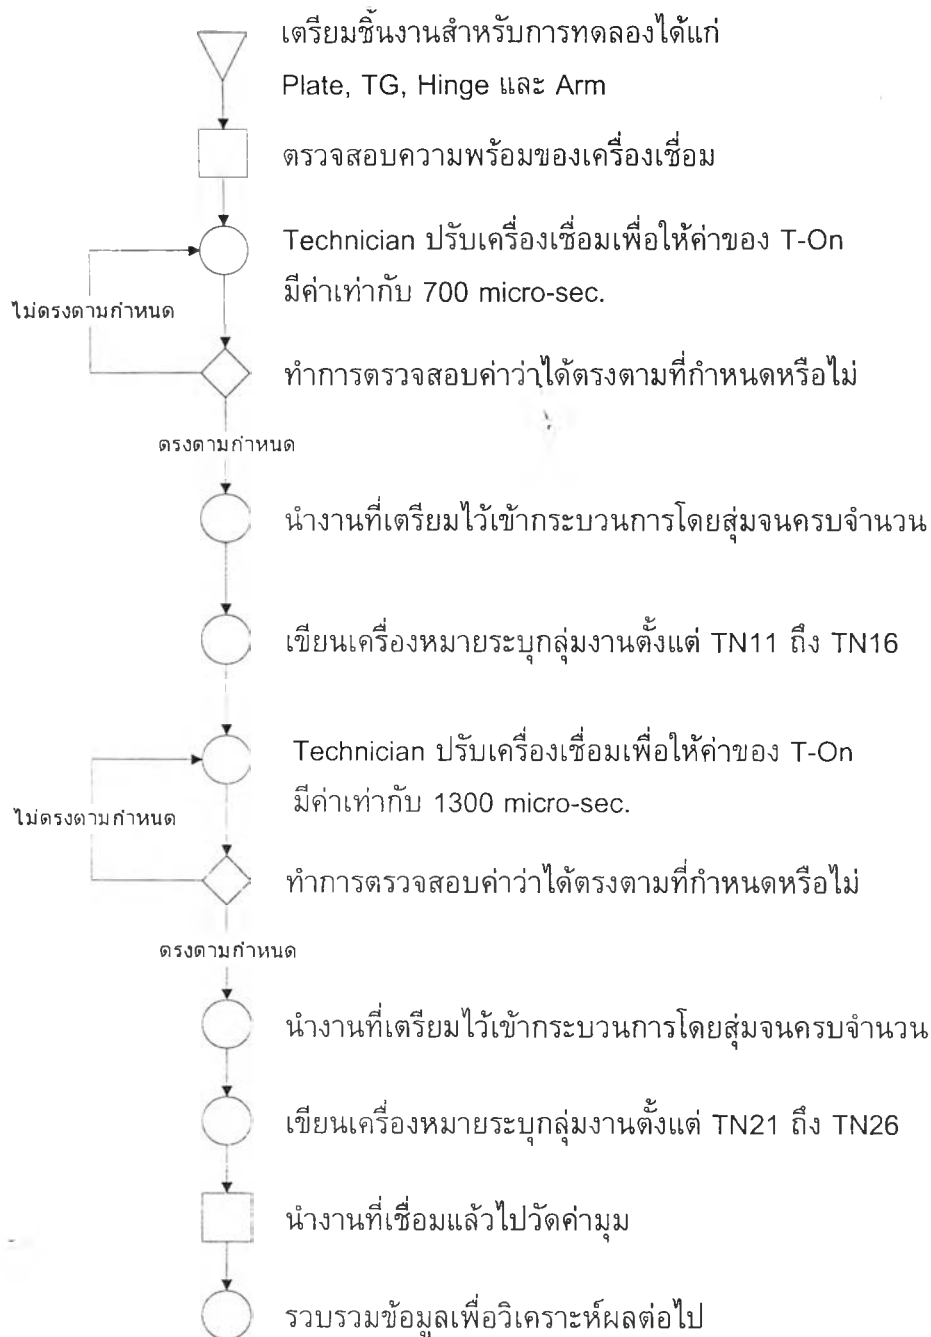 เตรียมชิ้นงานสำหรับการทดลองได้แก่
Plate, TG, Hinge และ Arm
ตรวจสอบความพร้อมของเครื่องเชื่อม
Technician ปรับเครื่องเชื่อมเพื่อให้ค่าของ T-On
มีค่าเท่ากับ 700 micro-sec.
ไม่ตรงตามกำหนด
ทำการตรวจสอบค่าว่าได้ตรงตามที่กำหนดหรือไม่
ตรงตามกำหนด
นำงานที่เตรียมไว้เข้ากระบวนการโดยสุ่มจนครบจำนวน
เขียนเครื่องหมายระบุกลุ่มงานตั้งแต่ TN11 ถึง TN16
Technician ปรับเครื่องเชื่อมเพื่อให้ค่าของ T-On
มีค่าเท่ากับ 1300 micro-sec.
ไม่ตรงตามกำหนด
ทำการตรวจสอบค่าว่าได้ตรงตามที่กำหนดหรือไม่
ตรงตามกำหนด
นำงานที่เตรียมไว้เข้ากระบวนการโดยสุ่มจนครบจำนวน
เขียนเครื่องหมายระบุกลุ่มงานตั้งแต่ TN21 ถึง TN26
นำงานที่เชื่อมแล้วไปวัดค่ามุม
รวบรวมข้อมูลเพื่อวิเคราะห์ผลต่อไป